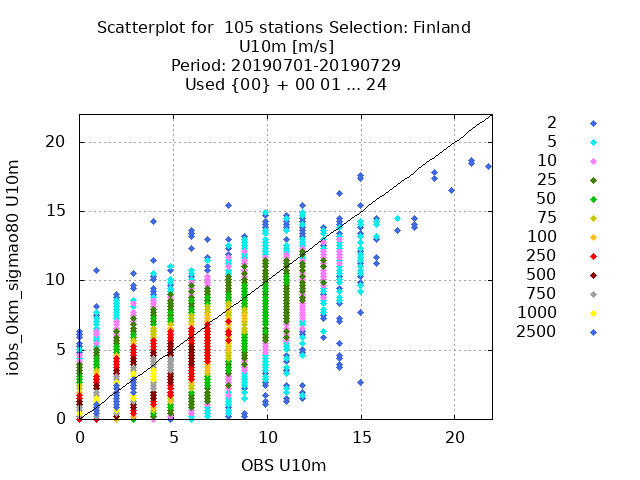 Scatterplot for  105 stations Selection: Finland
U10m [m/s]
Period: 20190701-20190729
Used {00} + 00 01 ... 24
iobs_0km_sigmao80 U10m
20
15
10
5
0
0 5 10 15 20
OBS U10m
2
5
10
25
50
75
100
250
500
750
1000
2500